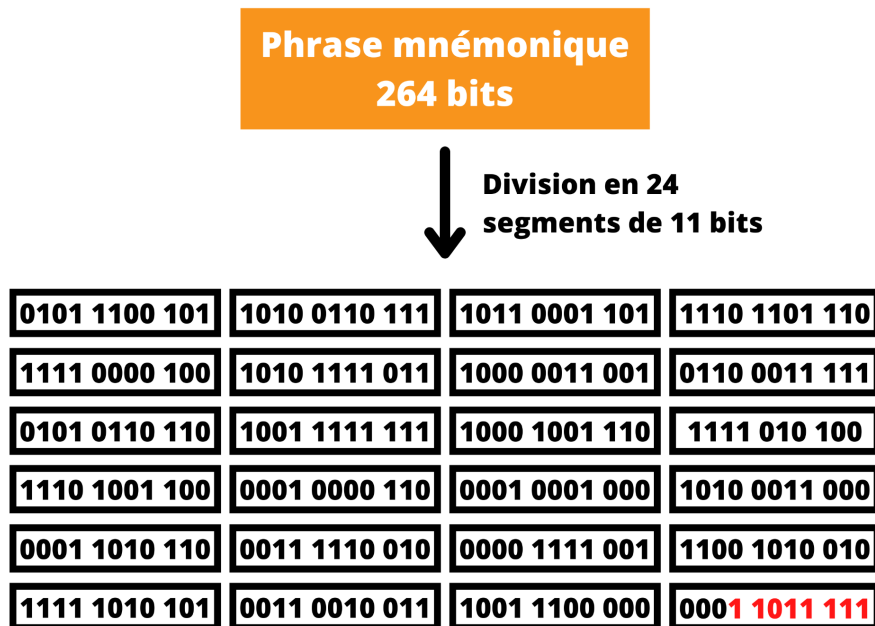 Phrase mnémonique
264 bits
Division en 24
segments de 11 bits
0101 1100 101 1010 0110 111 1011 0001 101 1110 1101 110
1111 0000 100 1010 1111 011 1000 0011 001 0110 0011 111
0101 0110 110 1001 1111 111 1000 1001 110 1111 010 100
1110 1001 100 0001 0000 110 0001 0001 000 1010 0011 000
0001 1010 110 0011 1110 010 0000 1111 001 1100 1010 010
1111 1010 101 0011 0010 011 1001 1100 000 0001 1011 111